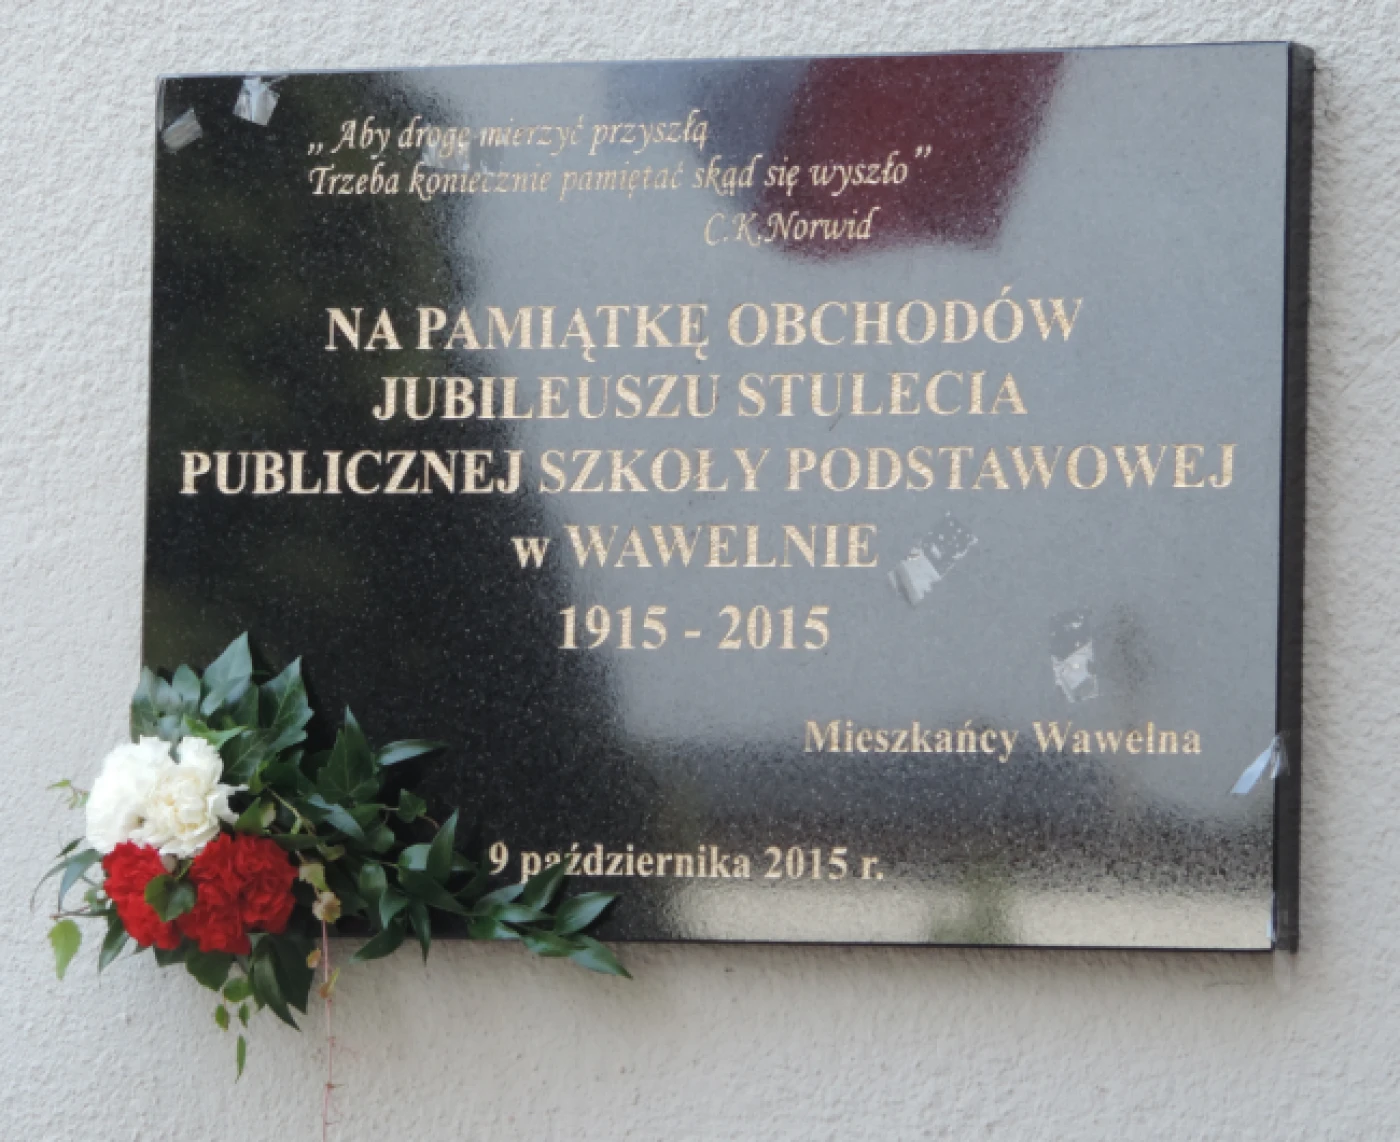 „Aby drogę mierzyć przyszłą
Trzeba koniecznie pamiętać skąd się wyszło”
C.K.Norwid
NA PAMIĄTKĘ OBCHODÓW
JUBILEUSZU STULECIA
PUBLICZNEJ SZKOŁY PODSTAWOWEJ
w WAWELNIE
1915 - 2015
Mieszkańcy Wawelna
9 października 2015 r.